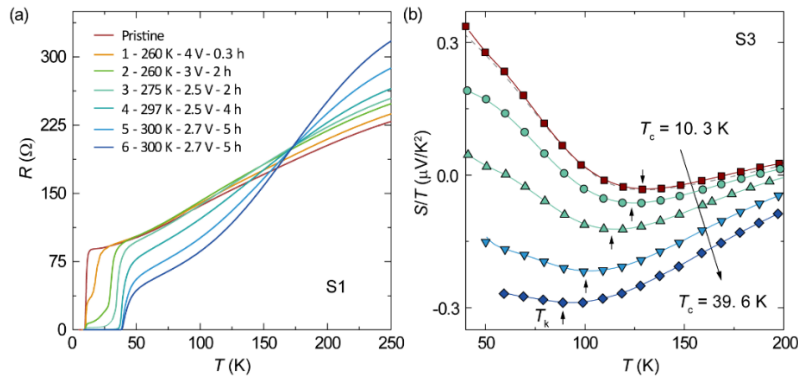 (a)
Pristine
1 - 260 K - 4 V - 0.3 h
2 - 260 K - 3 V - 2 h
3 - 275 K - 2.5 V - 2 h
4 - 297 K - 2.5 V - 4 h
5 - 300 K - 2.7 V - 5 h
6 - 300 K - 2.7 V - 5 h
R (Ω)
300
225
150
75
0
S1
0 50 100 150 200 250
T (K)
(b)
S3
S/T (μV/K²)
0.3
0.0
-0.3
Tc = 10. 3 K
Tc = 39. 6 K
Tk
50 100 150 200
T (K)